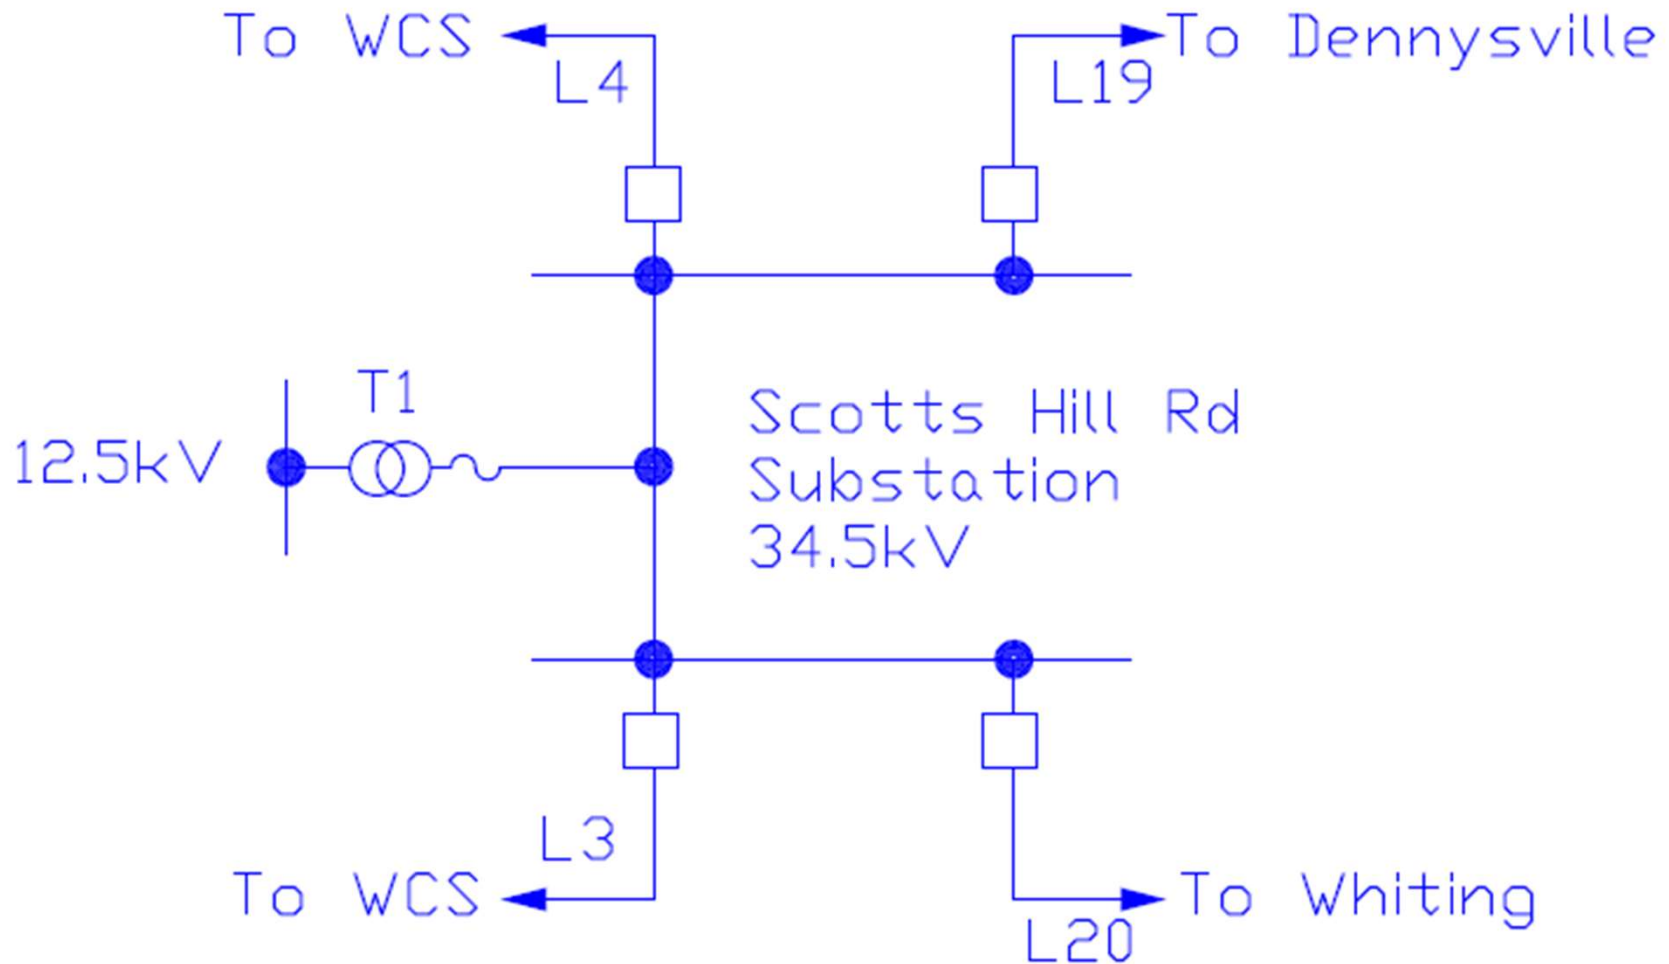 To WCS
L4
To Dennysville
L19
T1
12.5kV
Scotts Hill Rd
Substation
34.5kV
L3
To WCS
To Whiting
L20